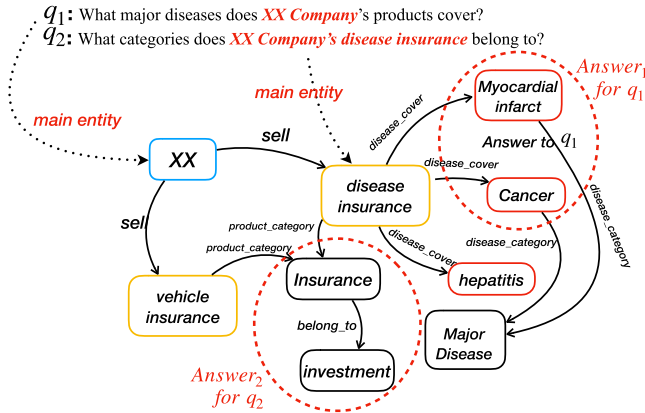 q1: What major diseases does XX Company's products cover?
q2: What categories does XX Company's disease insurance belong to?
main entity
main entity
Answer1
for q1
Myocardial
infarct
disease_cover
sell
XX
Answer to q1
disease_cover
disease
insurance
Cancer
disease_category
sell
product_category
disease_cover
disease_category
product_category
Insurance
hepatitis
vehicle
insurance
belong_to
Major
Disease
investment
Answer2
for q2